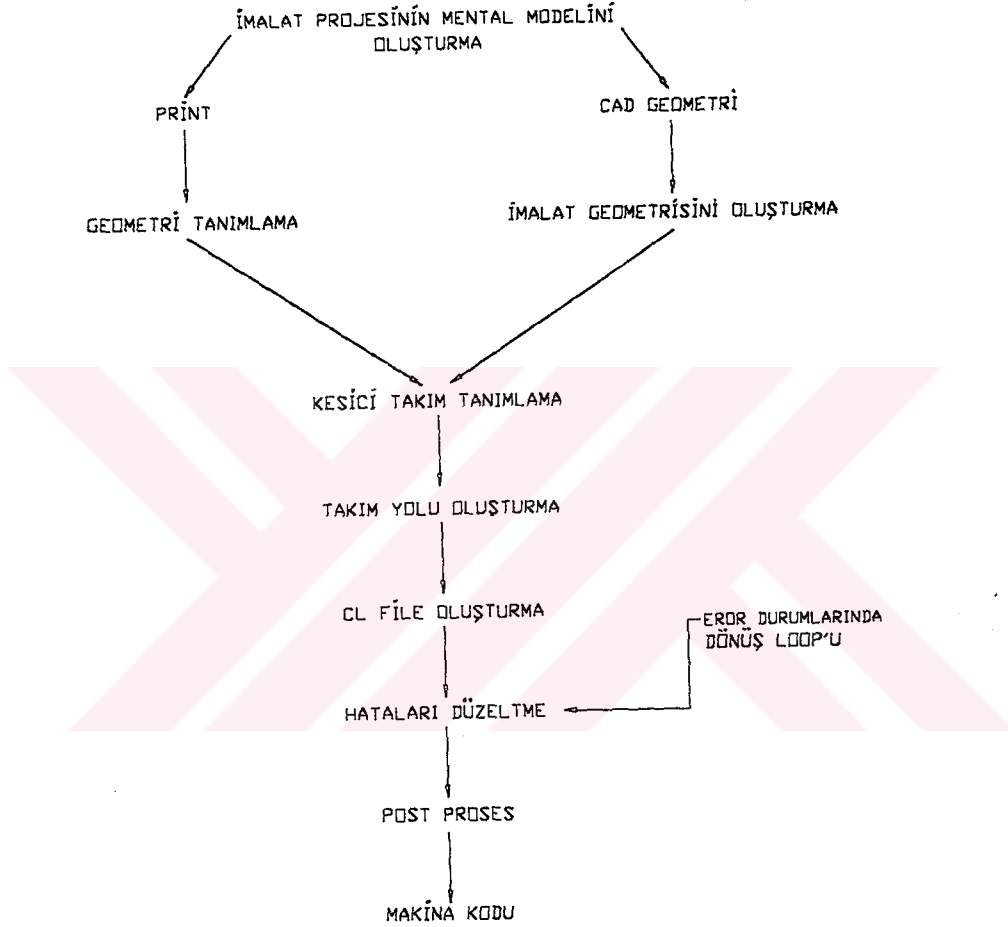 İMALAT PROJESİNİN MENTAL MODELİNİ
OLUŞTURMA
PRİNT
CAD GEOMETRİ
GEOMETRİ TANIMLAMA
İMALAT GEOMETRİSİNİ OLUŞTURMA
KESİCİ TAKIM TANIMLAMA
TAKIM YOLU OLUŞTURMA
CL FİLE OLUŞTURMA
EROR DURUMLARINDA
DÖNÜŞ LOOP'U
HATALARI DÜZELTME
POST PROSES
MAKİNA KODU